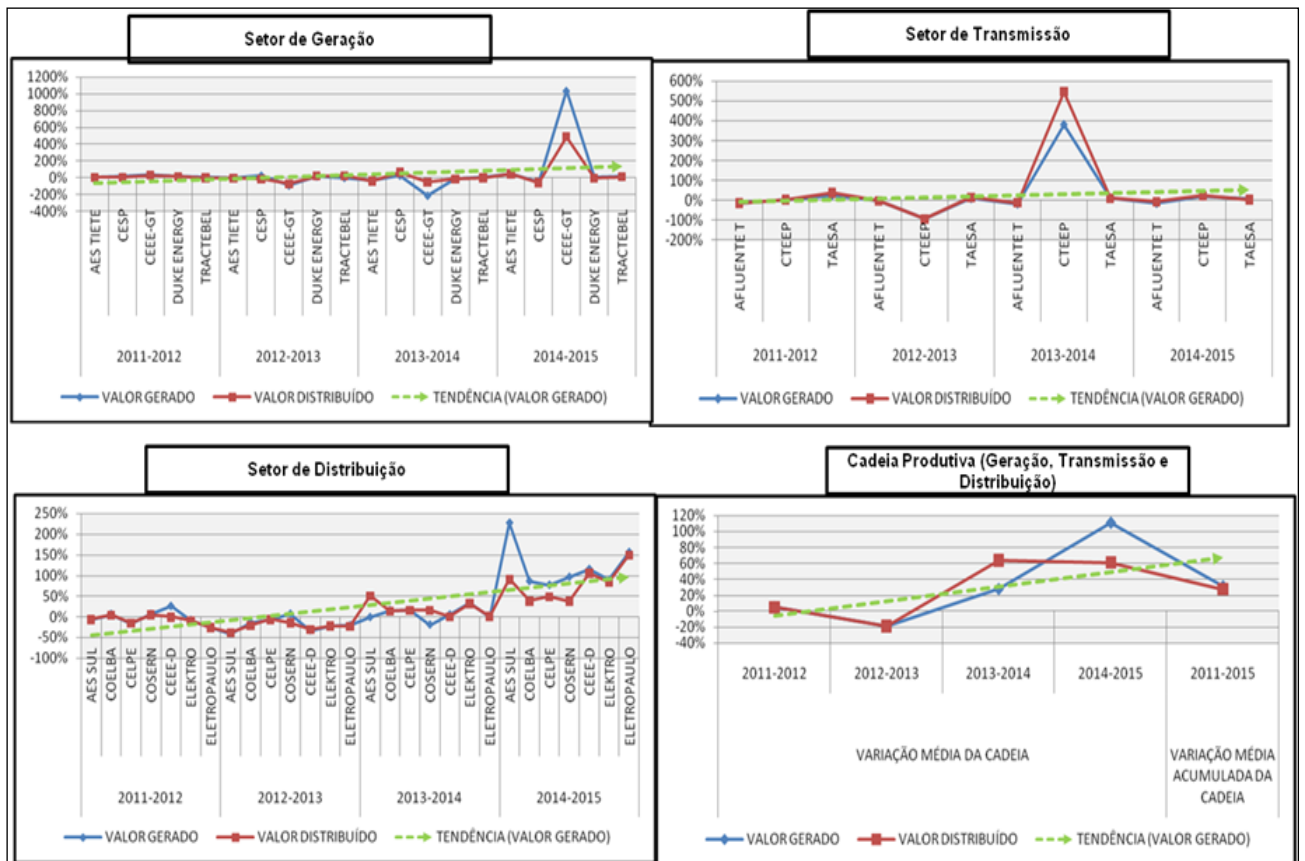 Setor de Geração
1200%
1000%
800%
600%
400%
200%
0%
-200%
-400%
AES TIETE
CESP
CEEE-GT
DUKE ENERGY
TRACTEBEL
AES TIETE
CESP
CEEE-GT
DUKE ENERGY
TRACTEBEL
AES TIETE
CESP
CEEE-GT
DUKE ENERGY
TRACTEBEL
AES TIETE
CESP
CEEE-GT
DUKE ENERGY
TRACTEBEL
2011-2012 2012-2013 2013-2014 2014-2015
VALOR GERADO VALOR DISTRIBUÍDO TENDÊNCIA (VALOR GERADO)
Setor de Transmissão
600%
500%
400%
300%
200%
100%
0%
-100%
-200%
AFLUENTE T
CTEEP
TAESA
AFLUENTE T
CTEEP
TAESA
AFLUENTE T
CTEEP
TAESA
AFLUENTE T
CTEEP
TAESA
2011-2012 2012-2013 2013-2014 2014-2015
VALOR GERADO VALOR DISTRIBUÍDO TENDÊNCIA (VALOR GERADO)
Setor de Distribuição
250%
200%
150%
100%
50%
0%
-50%
-100%
AES SUL
COELBA
CELPE
COSERN
CEEE-D
ELEKTRO
ELETROPAULO
AES SUL
COELBA
CELPE
COSERN
CEEE-D
ELEKTRO
ELETROPAULO
AES SUL
COELBA
CELPE
COSERN
CEEE-D
ELEKTRO
ELETROPAULO
AES SUL
COELBA
CELPE
COSERN
CEEE-D
ELEKTRO
ELETROPAULO
2011-2012 2012-2013 2013-2014 2014-2015
VALOR GERADO VALOR DISTRIBUÍDO TENDÊNCIA (VALOR GERADO)
Cadeia Produtiva (Geração, Transmissão e
Distribuição)
120%
100%
80%
60%
40%
20%
0%
-20%
-40%
2011-2012 2012-2013 2013-2014 2014-2015 2011-2015
VARIAÇÃO MÉDIA DA CADEIA
VARIAÇÃO MÉDIA
ACUMULADA DA
CADEIA
VALOR GERADO VALOR DISTRIBUÍDO TENDÊNCIA (VALOR GERADO)